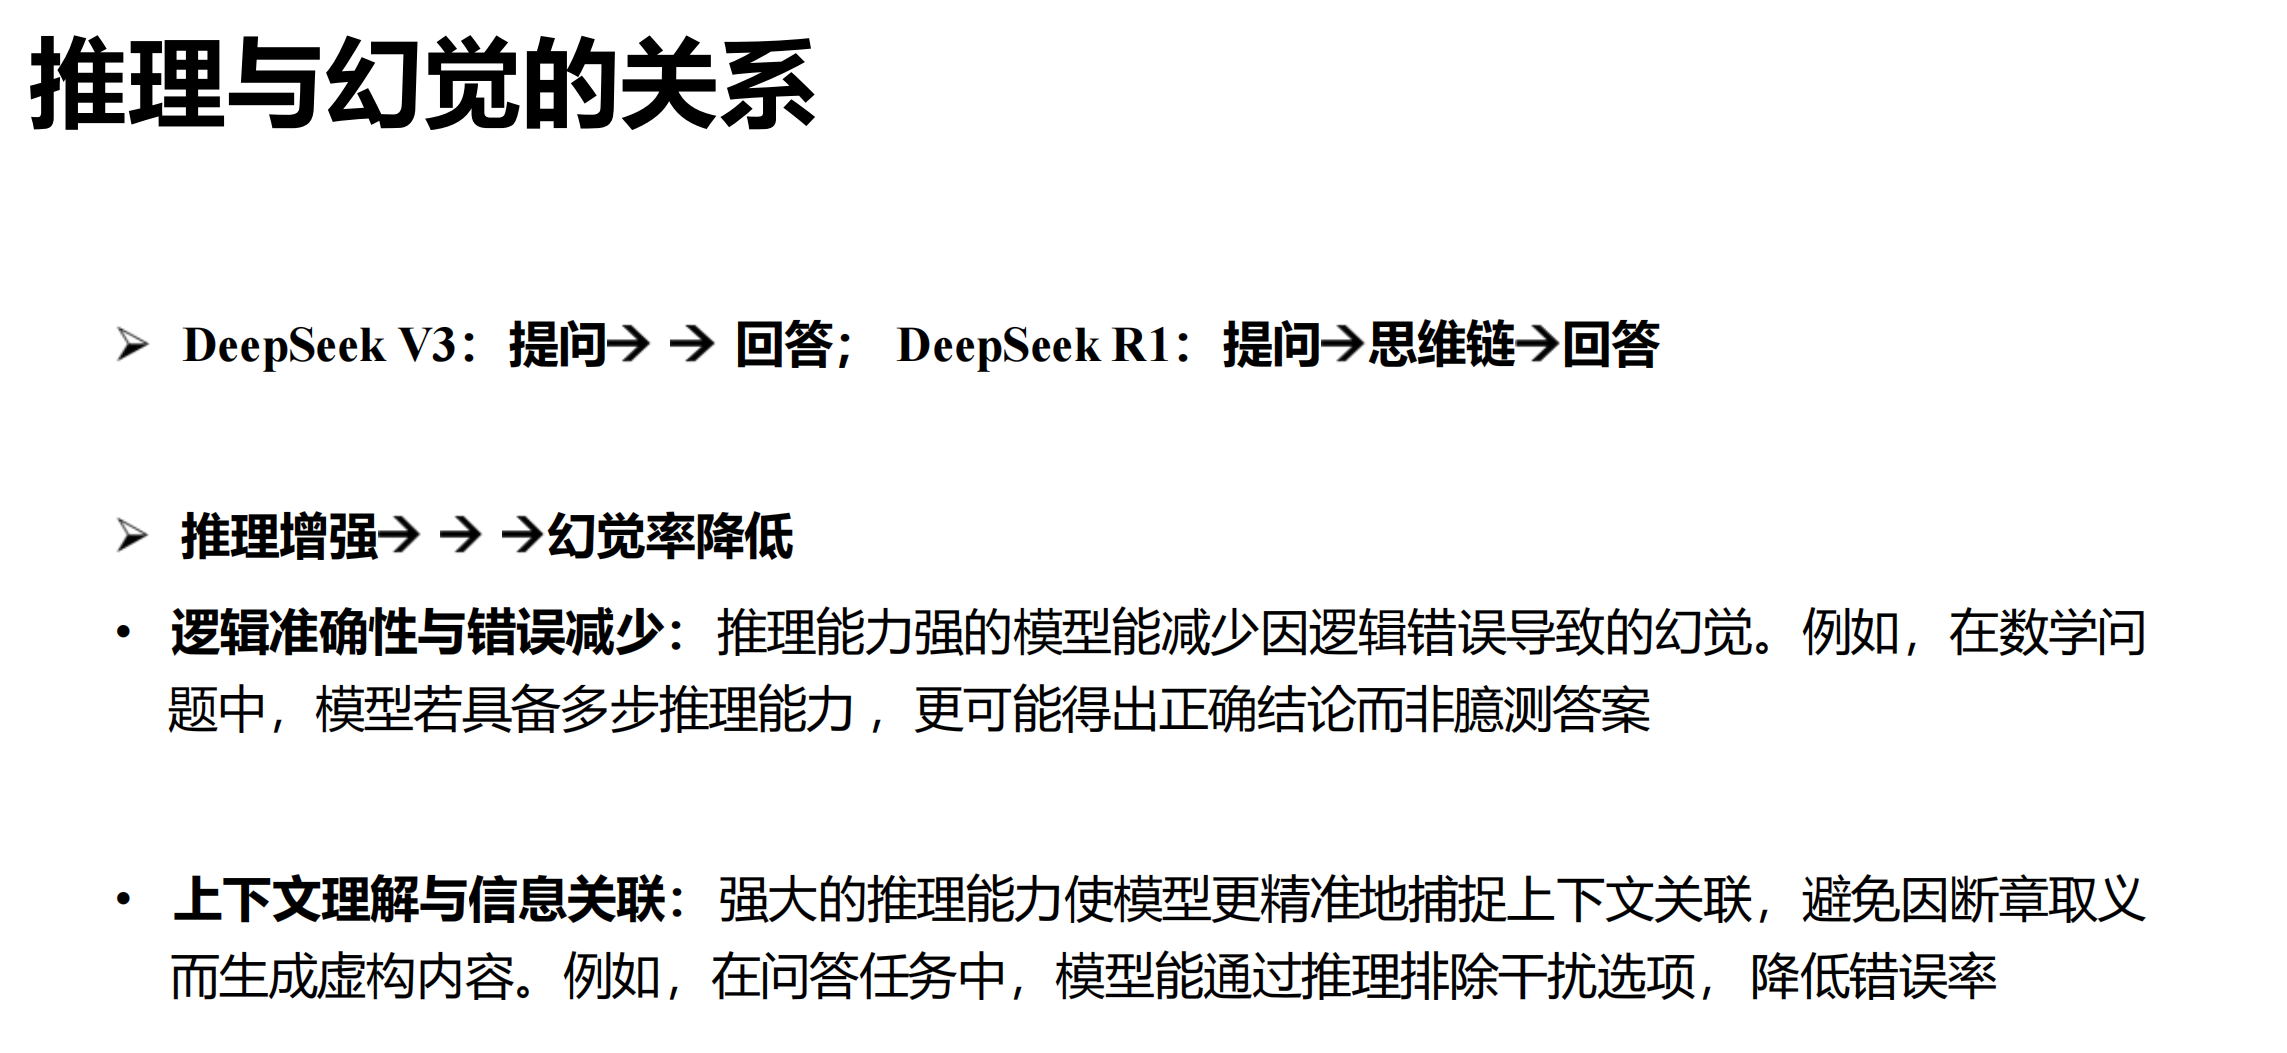 推理与幻觉的关系
➢ DeepSeek V3：提问→ → 回答； DeepSeek R1：提问→思维链→回答
➢ 推理增强→ → →幻觉率降低
• 逻辑准确性与错误减少：推理能力强的模型能减少因逻辑错误导致的幻觉。例如，在数学问
题中，模型若具备多步推理能力 ，更可能得出正确结论而非臆测答案
• 上下文理解与信息关联：强大的推理能力使模型更精准地捕捉上下文关联，避免因断章取义
而生成虚构内容。例如，在问答任务中，模型能通过推理排除干扰选项，降低错误率